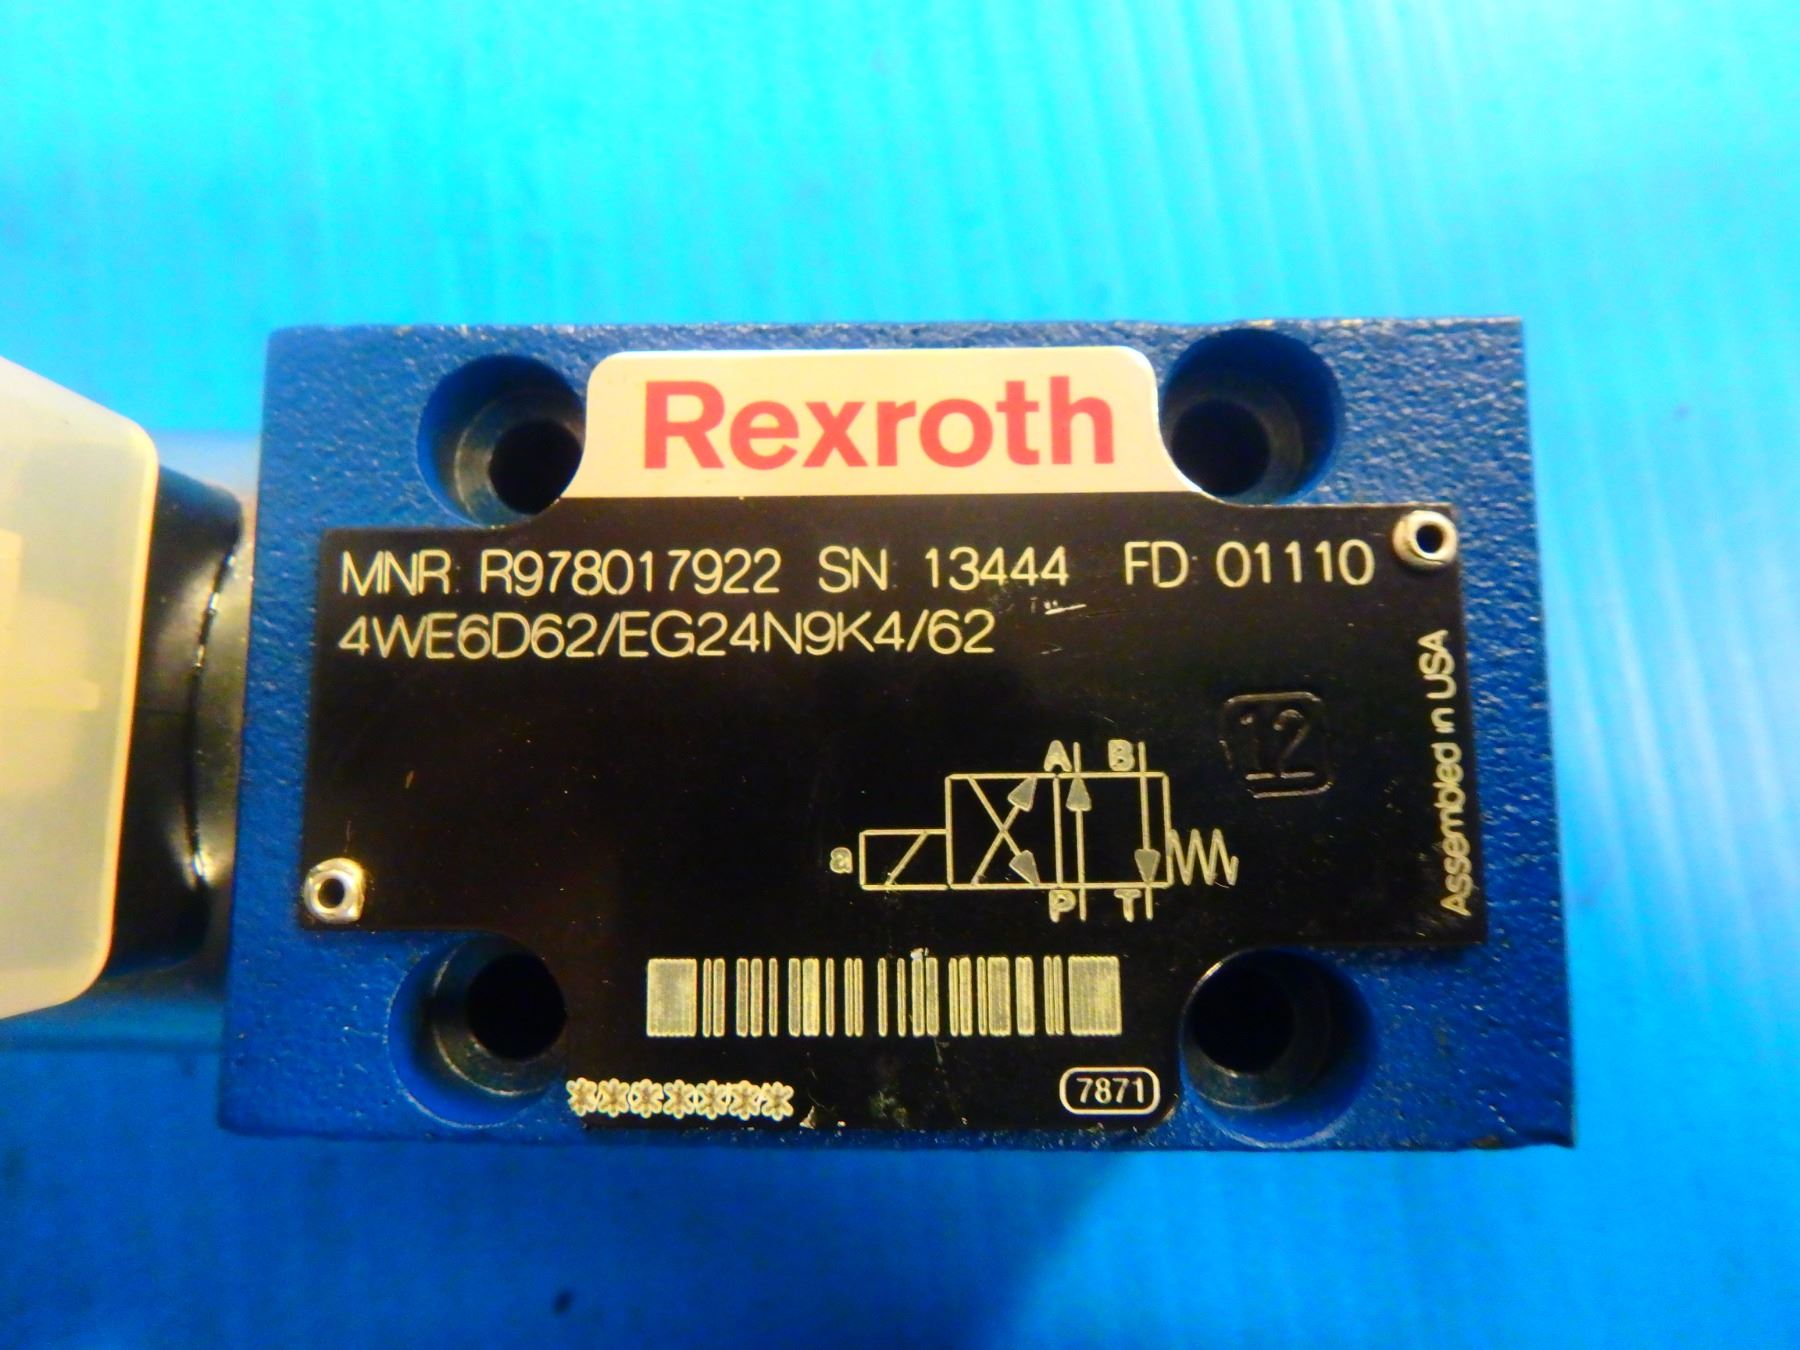 Rexroth
MNR: R978017922 SN: 13444 FD: 01110
4WE6D62/EG24N9K4/62
Assembled in USA
12
A B
a
P T
*******
7871